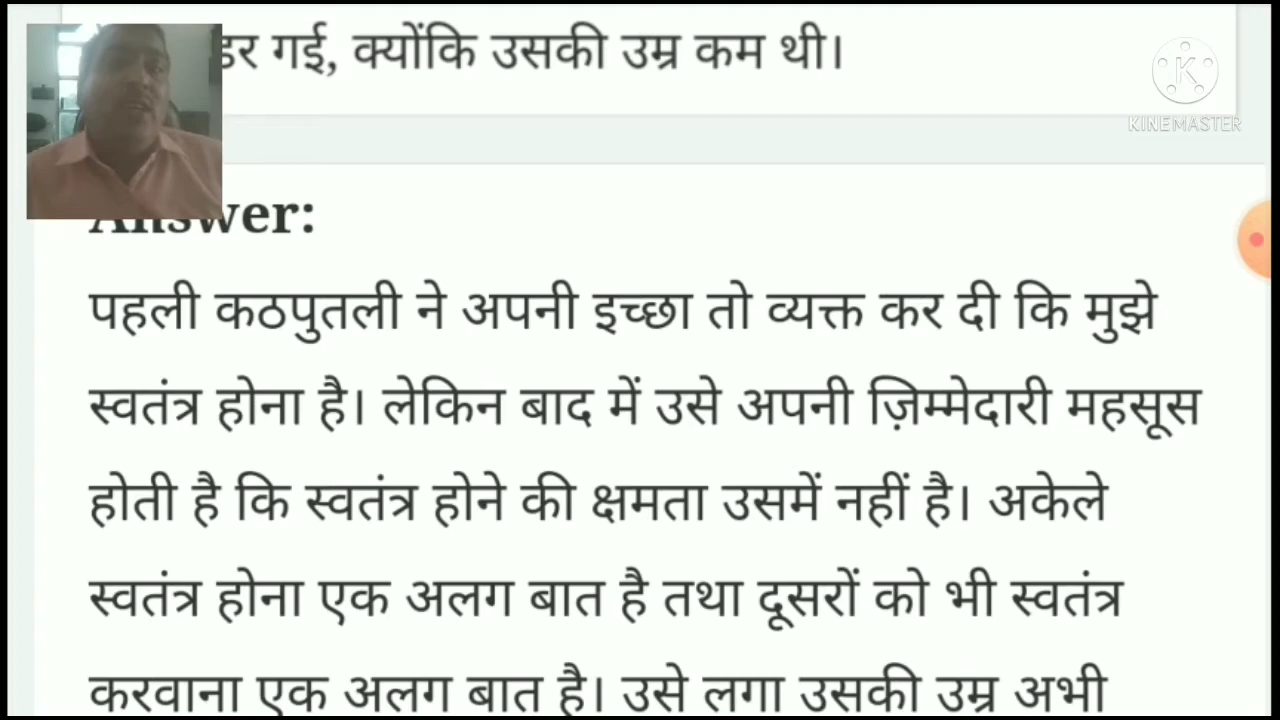 डर गई, क्योंकि उसकी उम्र कम थी।
KINEMASTER
Answer:
पहली कठपुतली ने अपनी इच्छा तो व्यक्त कर दी कि मुझे
स्वतंत्र होना है। लेकिन बाद में उसे अपनी ज़िम्मेदारी महसूस
होती है कि स्वतंत्र होने की क्षमता उसमें नहीं है। अकेले
स्वतंत्र होना एक अलग बात है तथा दूसरों को भी स्वतंत्र
करवाना एक अलग बात है। उसे लगा उसकी उम्र अभी